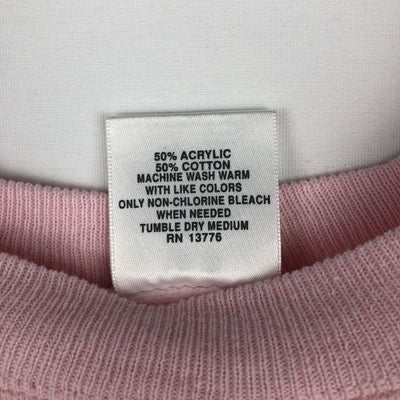 50% ACRYLIC
50% COTTON
MACHINE WASH WARM
WITH LIKE COLORS
ONLY NON-CHLORINE BLEACH
WHEN NEEDED
TUMBLE DRY MEDIUM
RN 13776